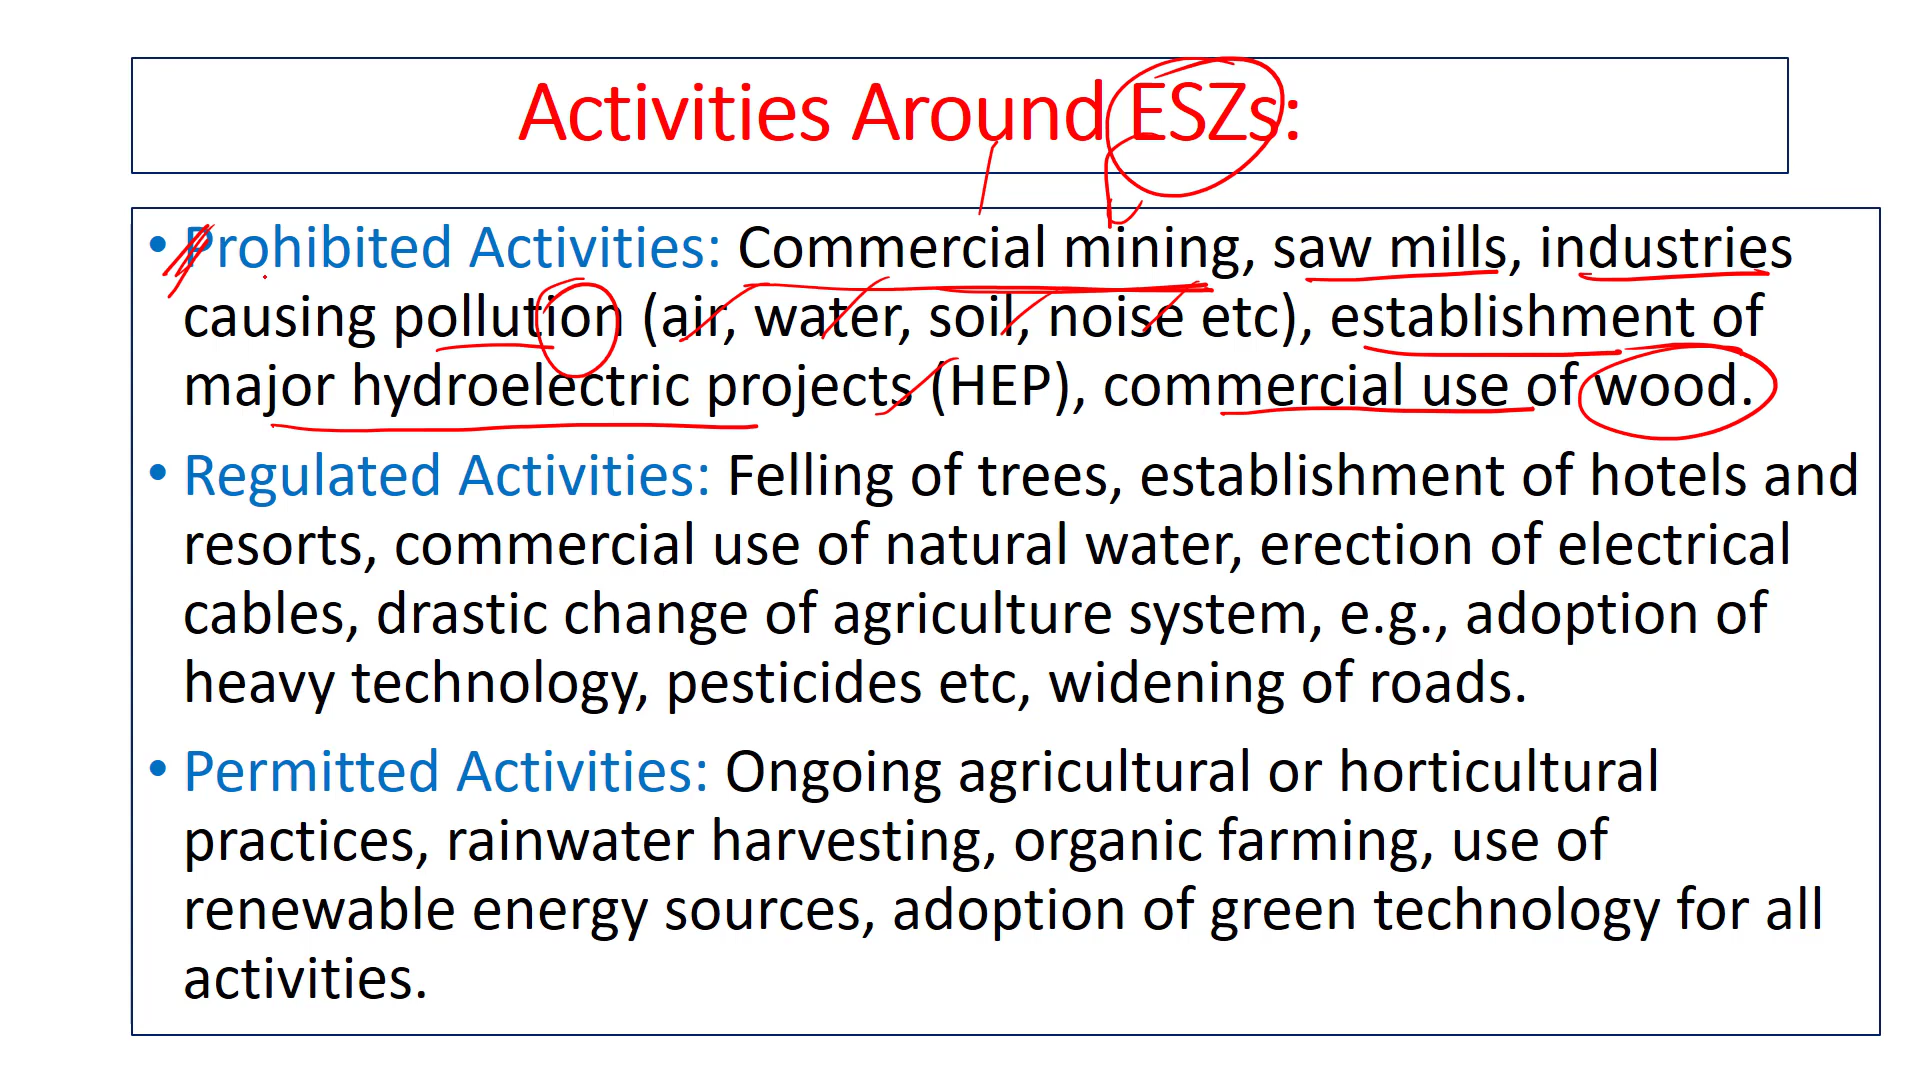 Activities Around ESZs:
• Prohibited Activities: Commercial mining, saw mills, industries
causing pollution (air, water, soil, noise etc), establishment of
major hydroelectric projects (HEP), commercial use of wood.
• Regulated Activities: Felling of trees, establishment of hotels and
resorts, commercial use of natural water, erection of electrical
cables, drastic change of agriculture system, e.g., adoption of
heavy technology, pesticides etc, widening of roads.
• Permitted Activities: Ongoing agricultural or horticultural
practices, rainwater harvesting, organic farming, use of
renewable energy sources, adoption of green technology for all
activities.